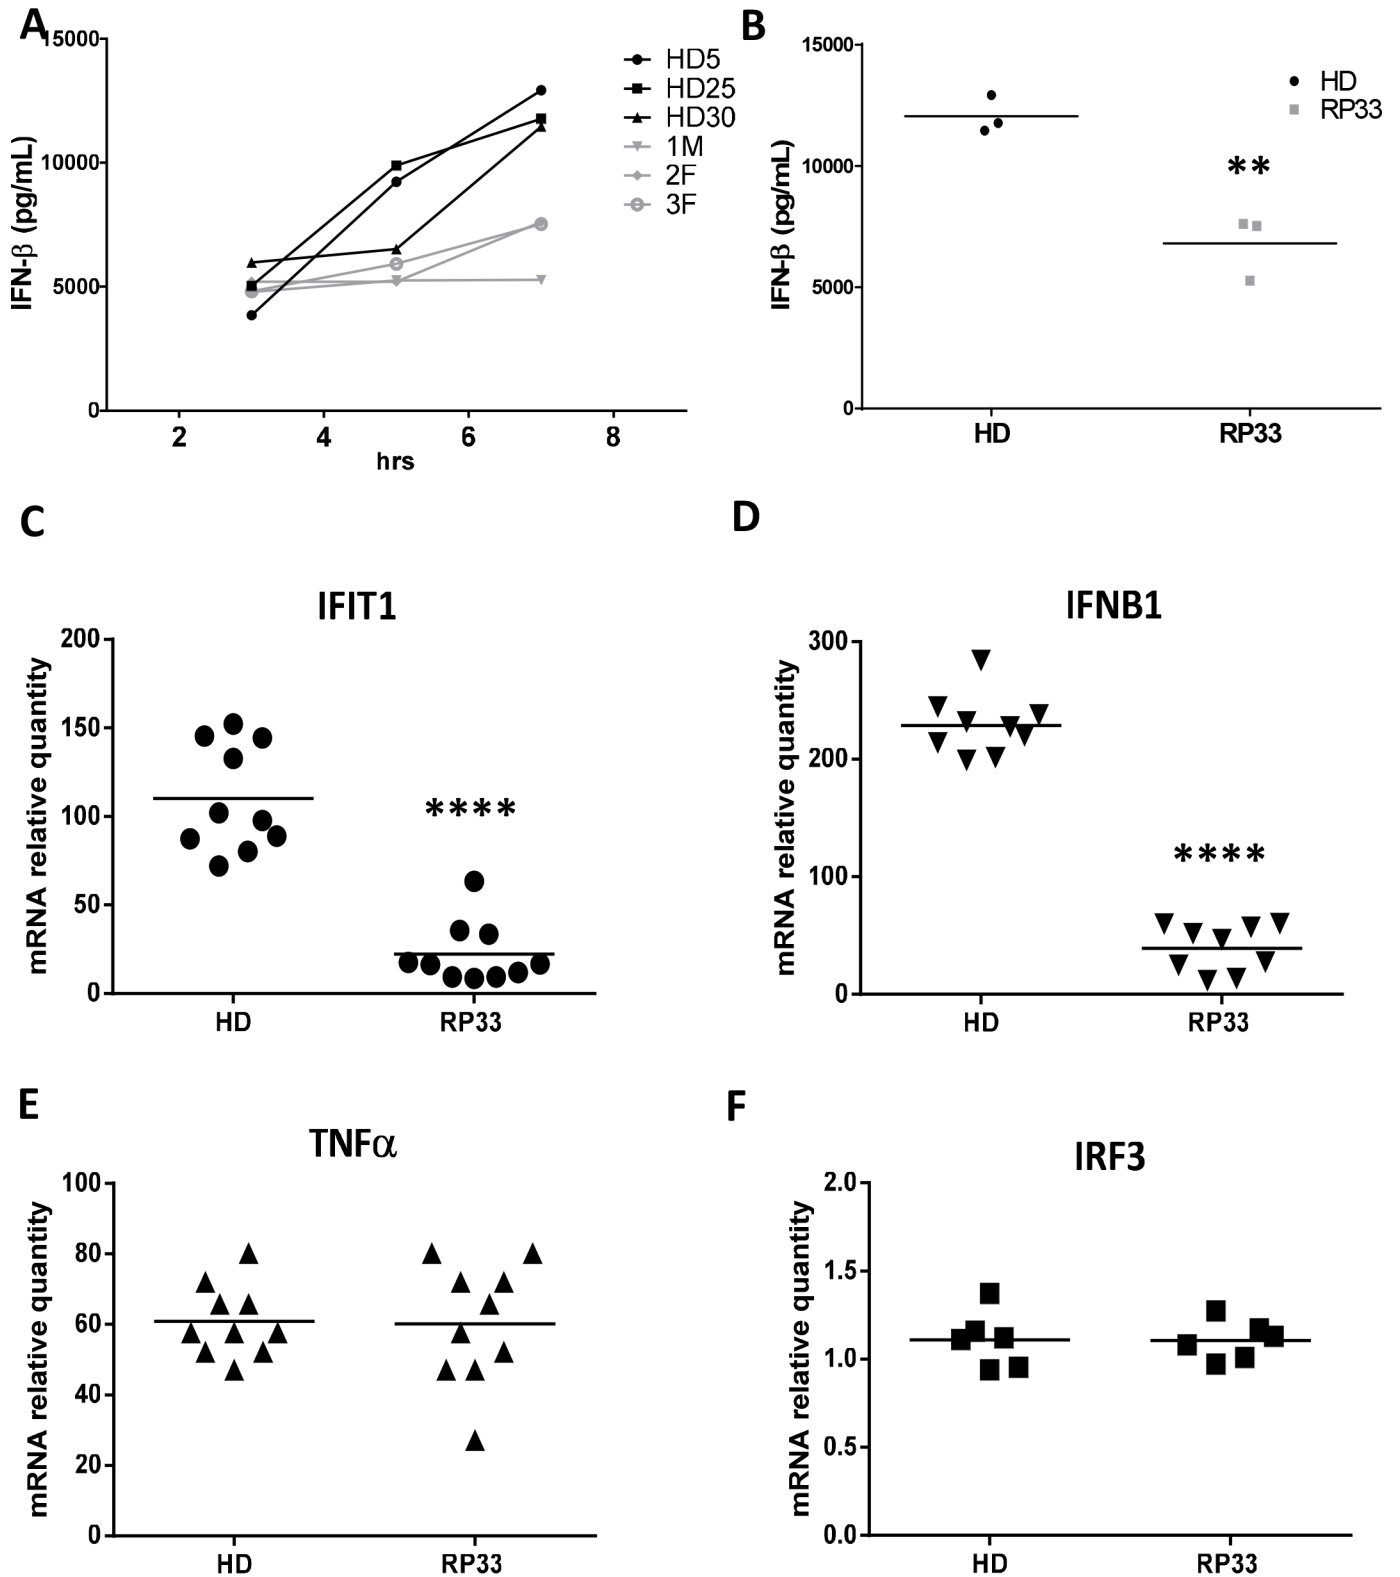 A
15000
10000
5000
0
IFN-β (pg/mL)
2 4 6 8
hrs
HD5
HD25
HD30
1M
2F
3F
B
15000
10000
5000
0
IFN-β (pg/mL)
HD
RP33
**
HD RP33
C
IFIT1
200
150
100
50
0
mRNA relative quantity
****
HD RP33
D
IFNB1
300
200
100
0
mRNA relative quantity
****
HD RP33
E
TNFα
100
80
60
40
20
0
mRNA relative quantity
HD RP33
F
IRF3
2.0
1.5
1.0
0.5
0.0
mRNA relative quantity
HD RP33